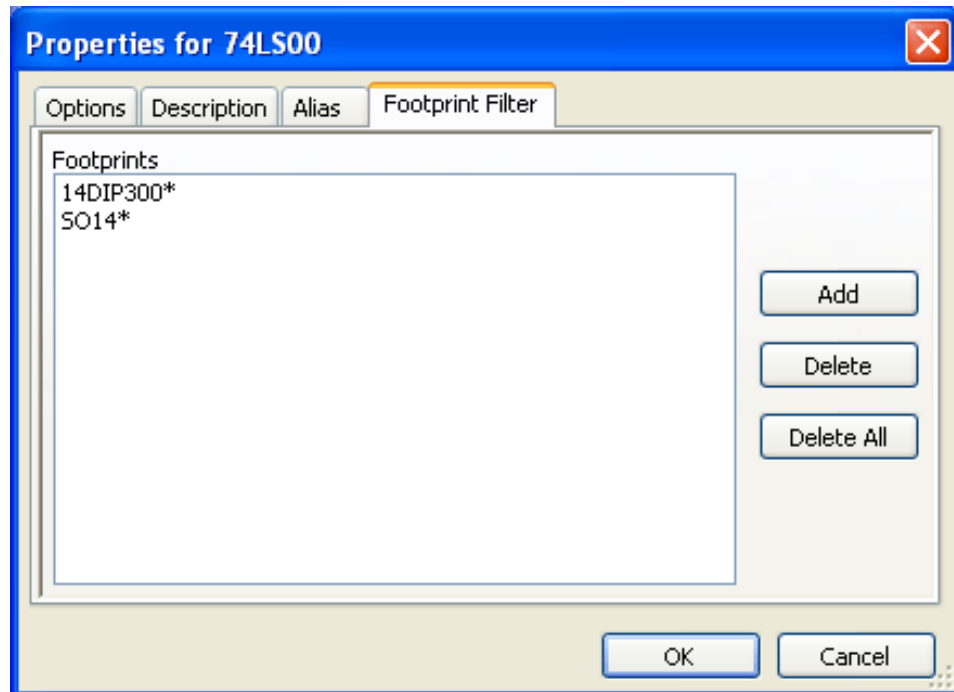 Properties for 74LS00
Options Description Alias Footprint Filter
Footprints
14DIP300*
SO14*
Add
Delete
Delete All
OK Cancel